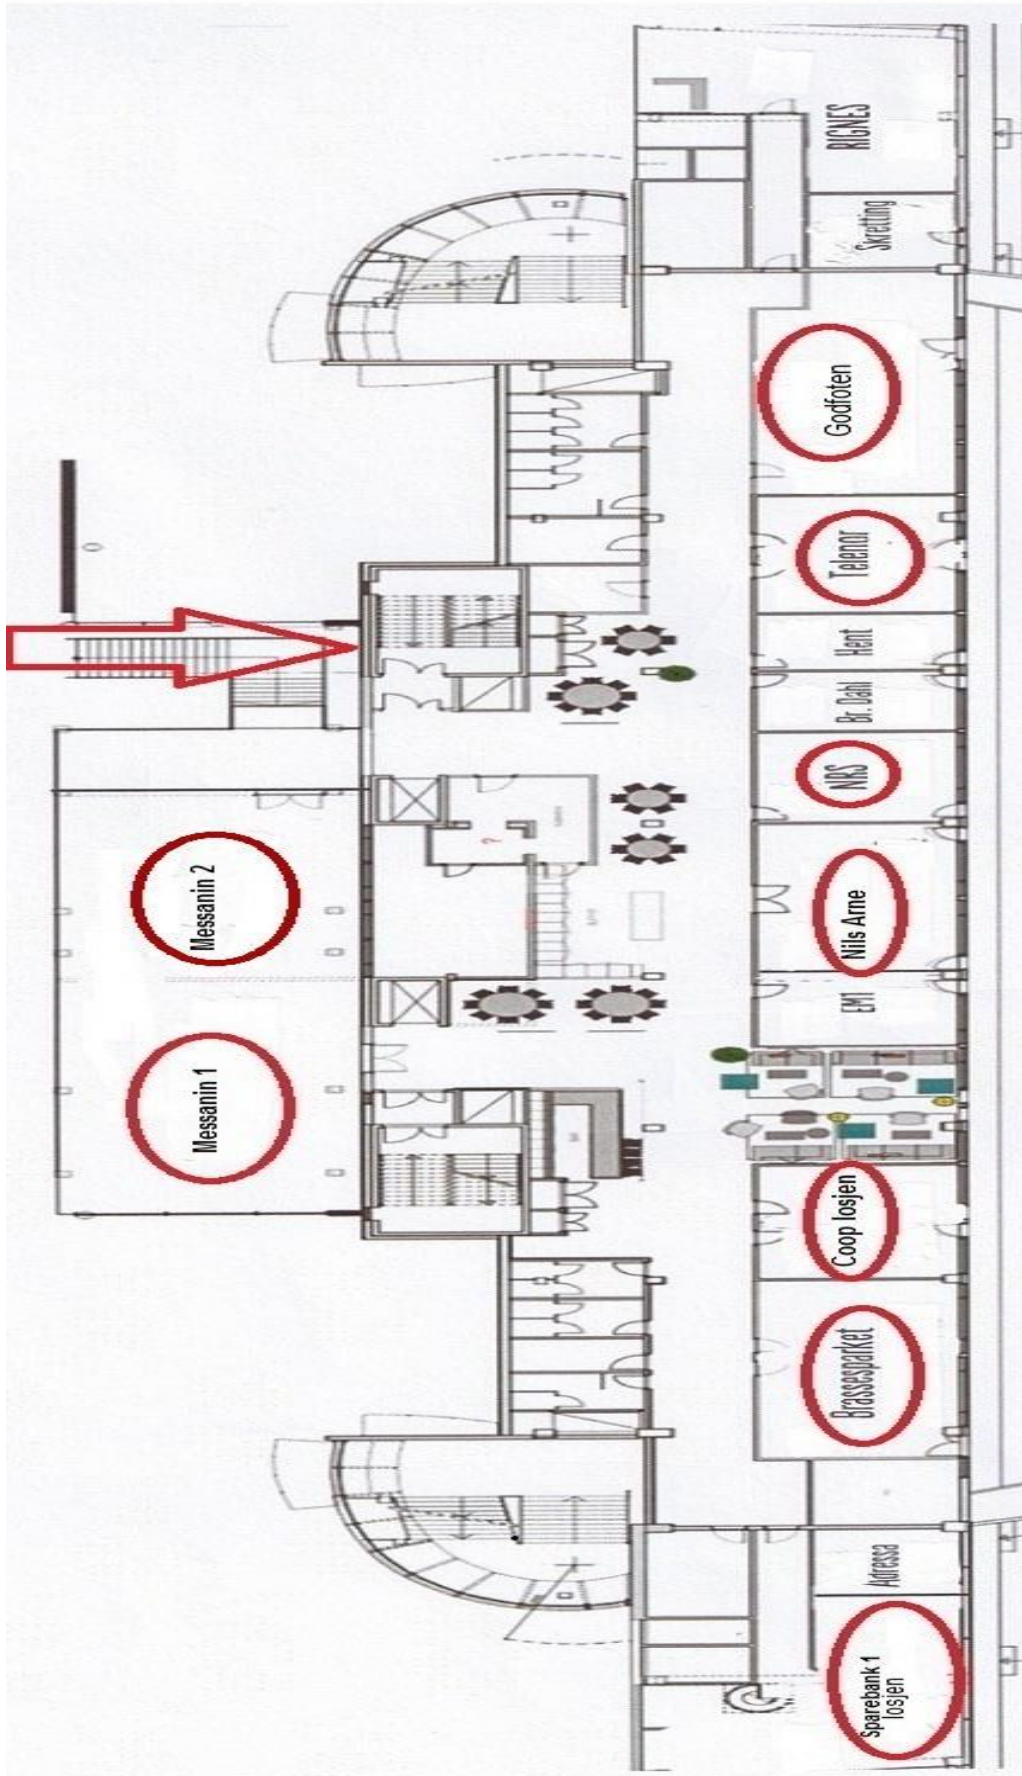 Messanin 1
Messanin 2
Sparebank 1
losjen
Adressa
Brassesparket
Coop losjen
EM1
Nils Arne
NRS
Br. Dahl
Hent
Telenor
Godfoten
Skretting
RIGNES
?